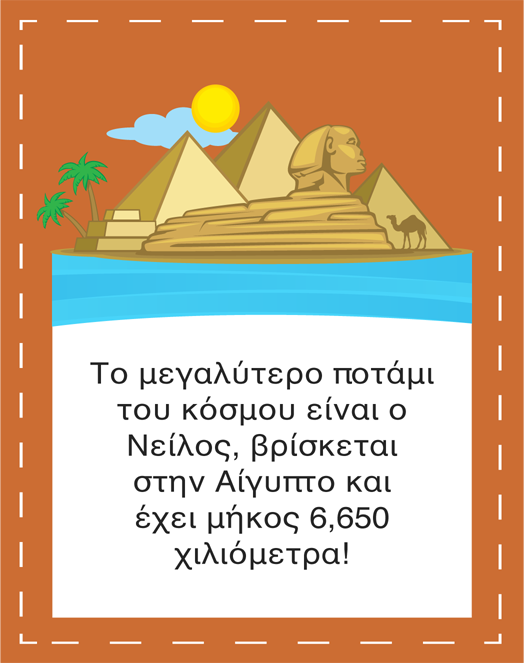 Το μεγαλύτερο ποτάμι
του κόσμου είναι ο
Νείλος, βρίσκεται
στην Αίγυπτο και
έχει μήκος 6,650
χιλιόμετρα!